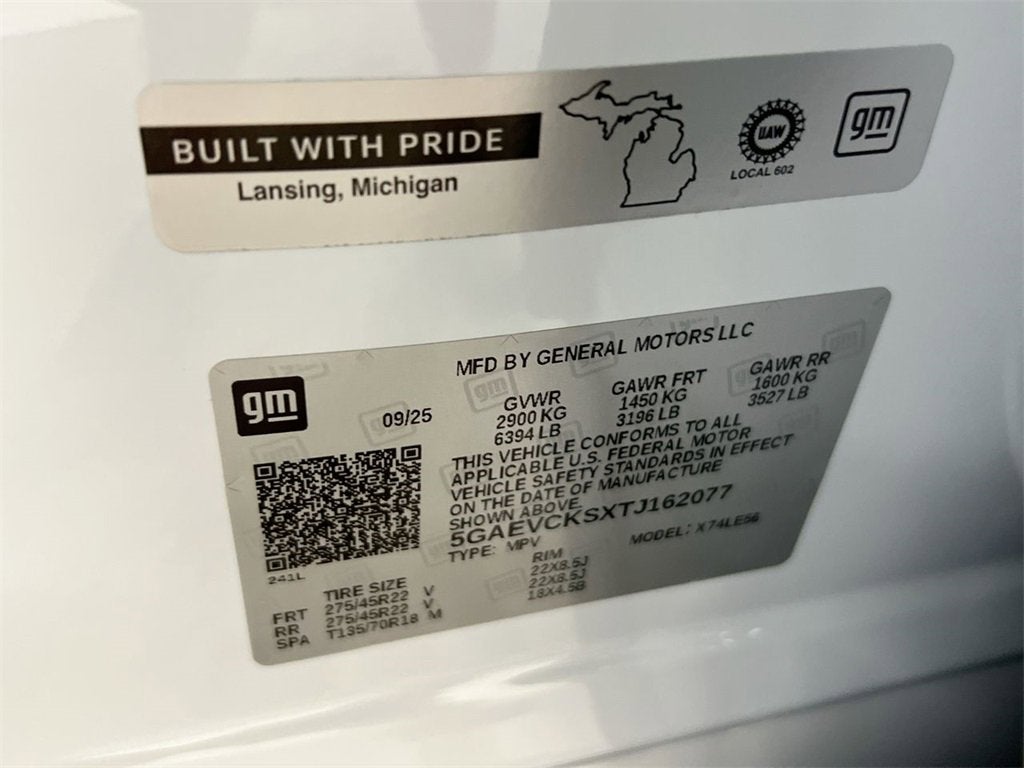 BUILT WITH PRIDE
Lansing, Michigan
UAW
LOCAL 602
gm
MFD BY GENERAL MOTORS LLC
gm
09/25
GVWR
2900 KG
6394 LB
GAWR FRT
1450 KG
3196 LB
GAWR RR
1600 KG
3527 LB
THIS VEHICLE CONFORMS TO ALL
APPLICABLE U.S. FEDERAL MOTOR
VEHICLE SAFETY STANDARDS IN EFFECT
ON THE DATE OF MANUFACTURE
SHOWN ABOVE.
5GAEVCKSXTJ162077
TYPE: MPV
MODEL: X74LE56
241L
TIRE SIZE
RIM
FRT 275/45R22 V 22X8.5J
RR 275/45R22 V 22X8.5J
SPA T135/70R18 M 18X4.5B